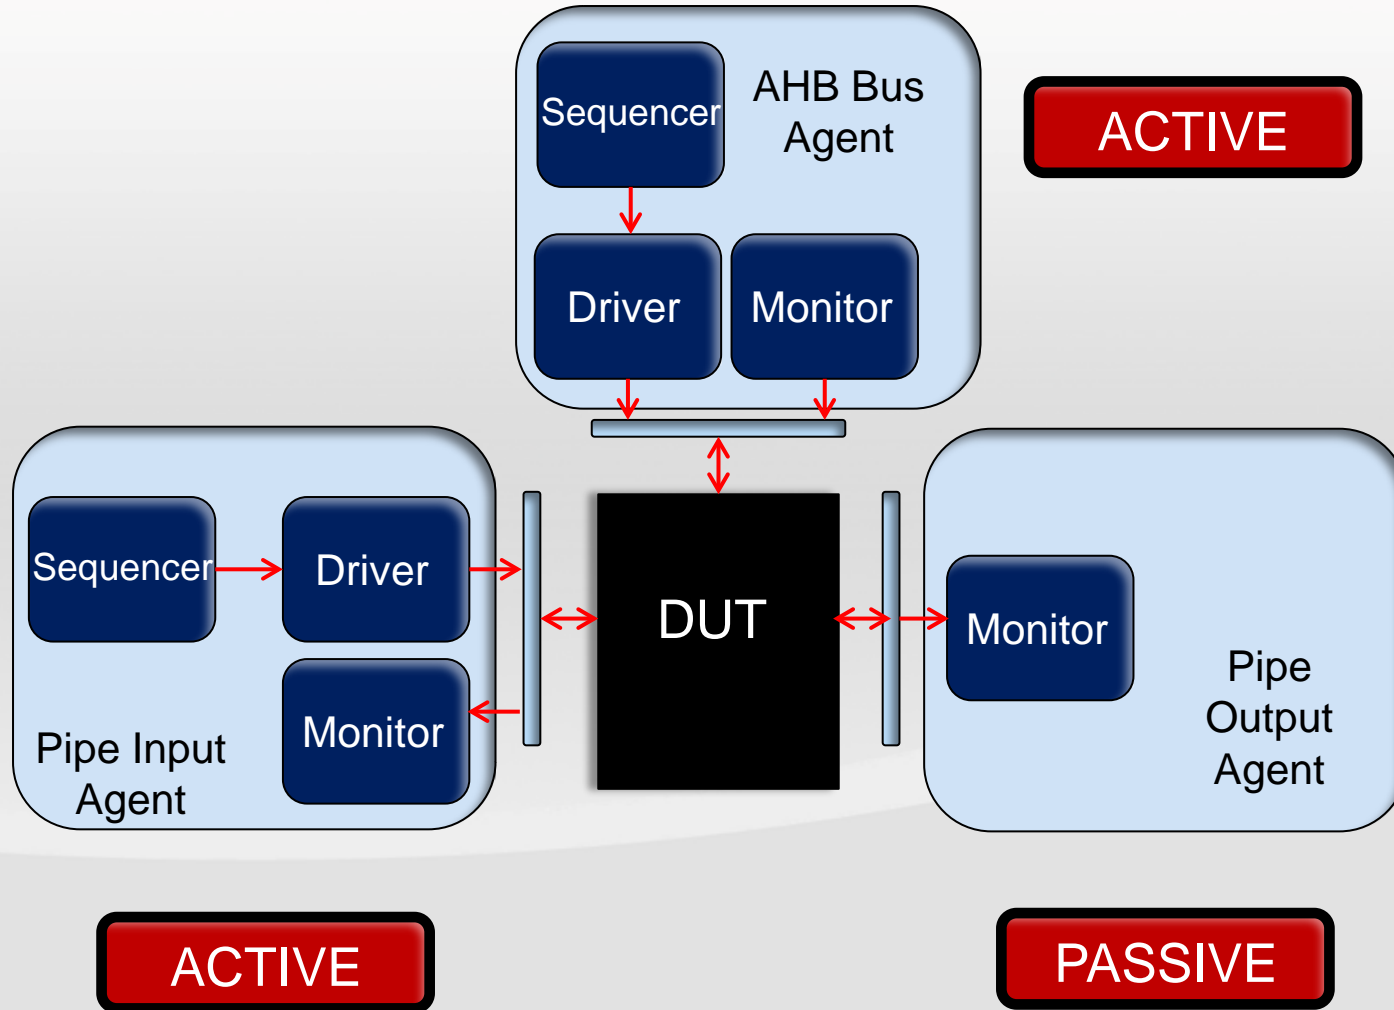 Sequencer
AHB Bus
Agent
ACTIVE
Driver
Monitor
Sequencer
Driver
DUT
Monitor
Monitor
Pipe Input
Agent
Pipe
Output
Agent
ACTIVE
PASSIVE